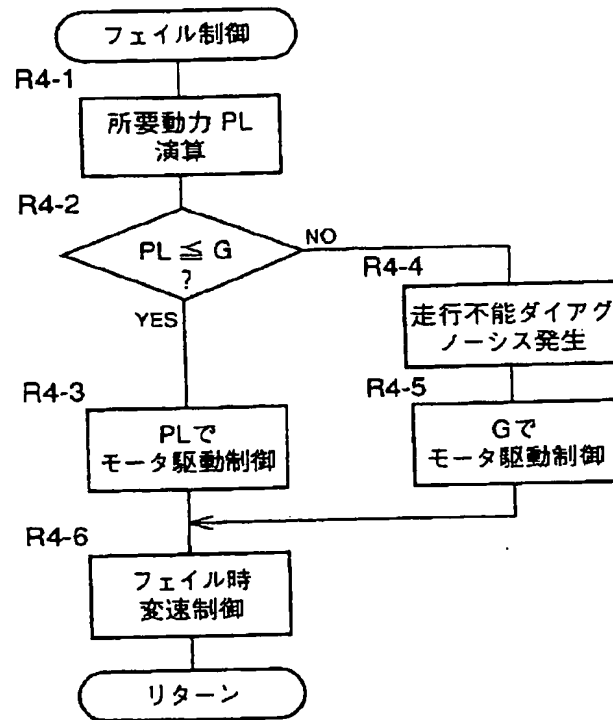 フェイル制御
R4-1
所要動力 PL
演算
R4-2
PL ≦ G
?
NO
YES
R4-4
走行不能ダイアグ
ノーシス発生
R4-3
PLで
モータ駆動制御
R4-5
Gで
モータ駆動制御
R4-6
フェイル時
変速制御
リターン